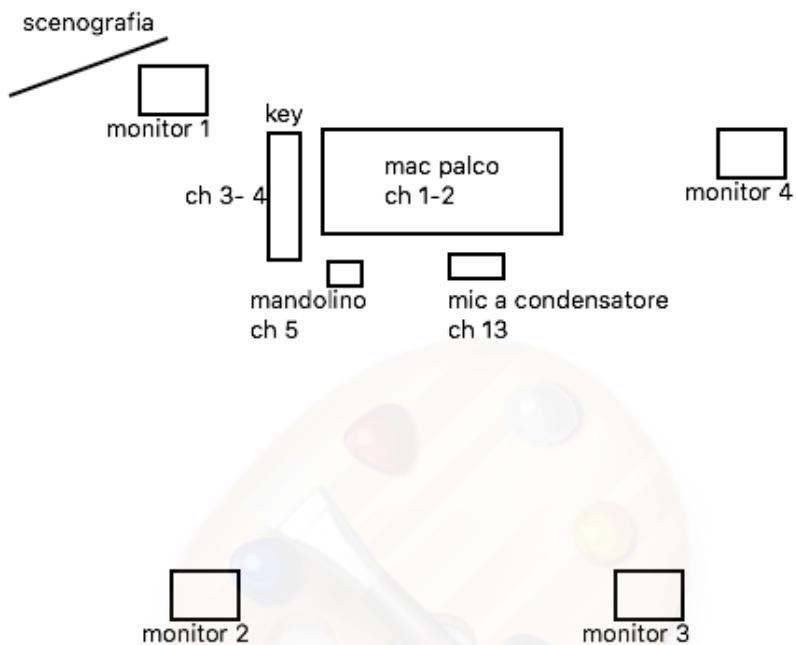 scenografia
monitor 1
key
mac palco
ch 3- 4
ch 1-2
monitor 4
mandolino
ch 5
mic a condensatore
ch 13
monitor 2
monitor 3